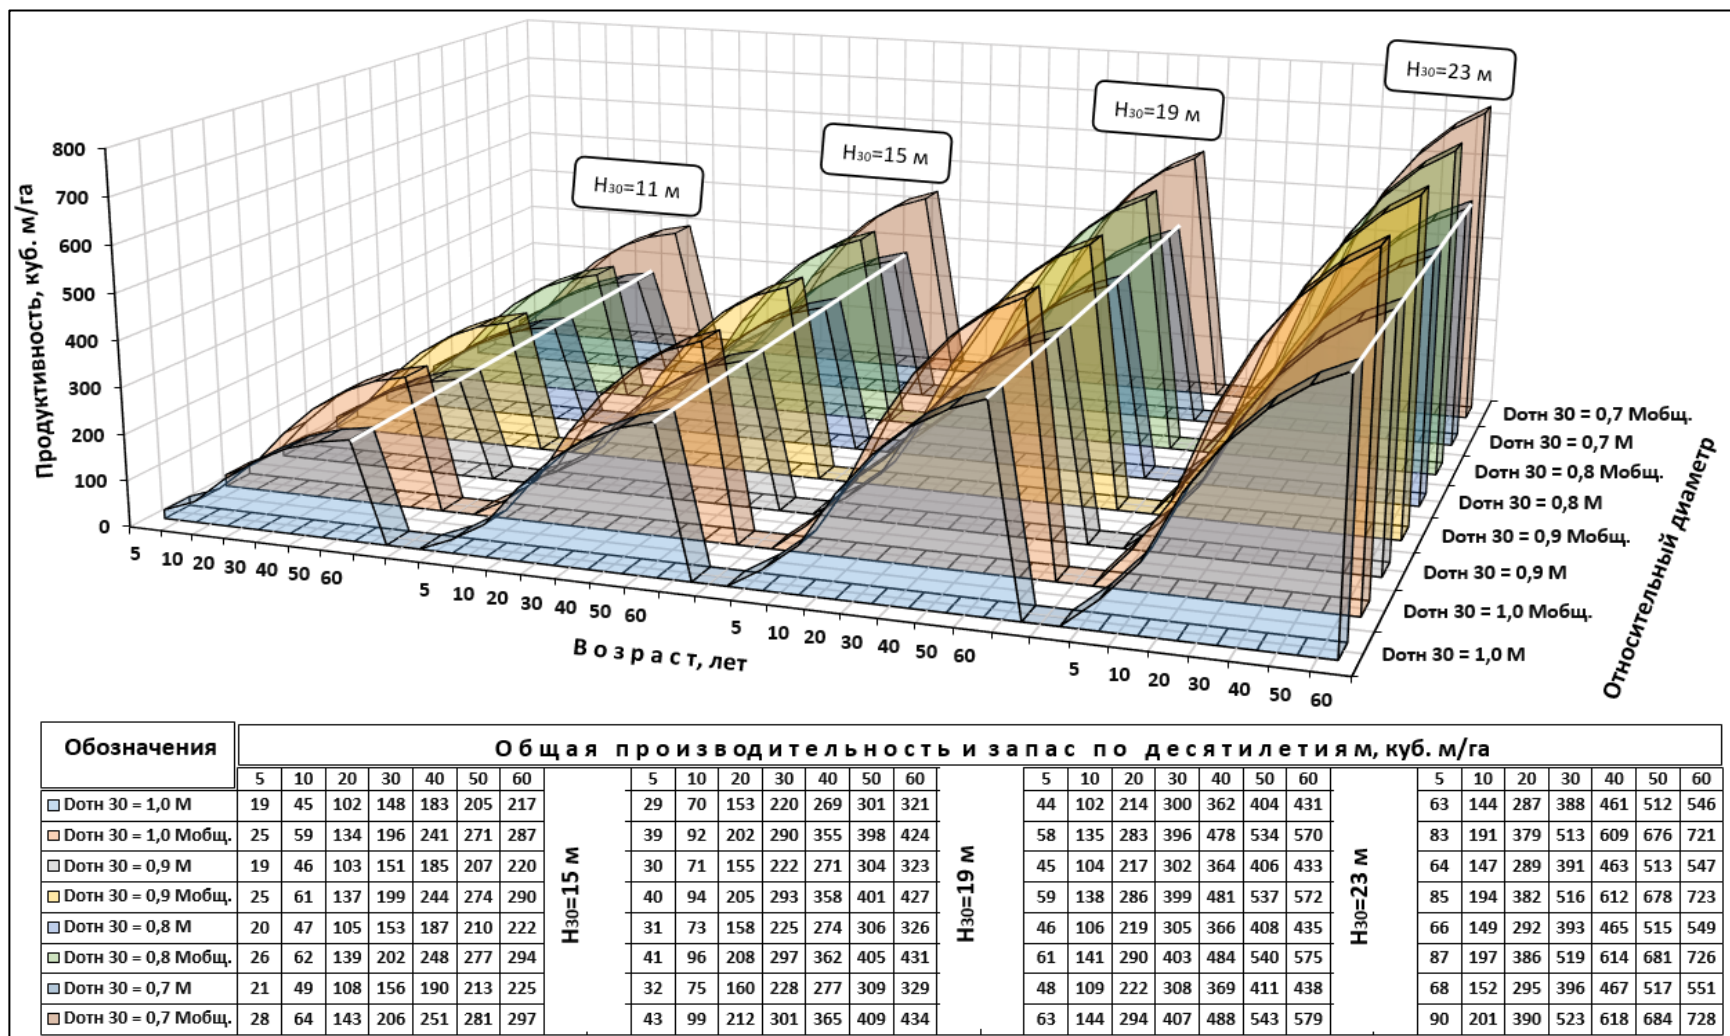 H30=23 м
H30=19 м
H30=15 м
H30=11 м
Продуктивность, куб. м/га
800
700
600
500
400
300
200
100
0
5 10 20 30 40 50 60 5 10 20 30 40 50 60 5 10 20 30 40 50 60 5 10 20 30 40 50 60
В о з р а с т, лет
Dотн 30 = 0,7 Мобщ.
Dотн 30 = 0,7 М
Dотн 30 = 0,8 Мобщ.
Dотн 30 = 0,8 М
Dотн 30 = 0,9 Мобщ.
Dотн 30 = 0,9 М
Dотн 30 = 1,0 Мобщ.
Dотн 30 = 1,0 М
Относительный диаметр
Обозначения О б щ а я п р о и з в о д и т е л ь н о с т ь и з а п а с п о д е с я т и л е т и я м, куб. м/га
5 10 20 30 40 50 60 5 10 20 30 40 50 60 5 10 20 30 40 50 60 5 10 20 30 40 50 60
Dотн 30 = 1,0 М 19 45 102 148 183 205 217 29 70 153 220 269 301 321 44 102 214 300 362 404 431 63 144 287 388 461 512 546
Dотн 30 = 1,0 Мобщ. 25 59 134 196 241 271 287 39 92 202 290 355 398 424 58 135 283 396 478 534 570 83 191 379 513 609 676 721
Dотн 30 = 0,9 М 19 46 103 151 185 207 220 30 71 155 222 271 304 323 45 104 217 302 364 406 433 64 147 289 391 463 513 547
Dотн 30 = 0,9 Мобщ. 25 61 137 199 244 274 290 40 94 205 293 358 401 427 59 138 286 399 481 537 572 85 194 382 516 612 678 723
Dотн 30 = 0,8 М 20 47 105 153 187 210 222 31 73 158 225 274 306 326 46 106 219 305 366 408 435 66 149 292 393 465 515 549
Dотн 30 = 0,8 Мобщ. 26 62 139 202 248 277 294 41 96 208 297 362 405 431 61 141 290 403 484 540 575 87 197 386 519 614 681 726
Dотн 30 = 0,7 М 21 49 108 156 190 213 225 32 75 160 228 277 309 329 48 109 222 308 369 411 438 68 152 295 396 467 517 551
Dотн 30 = 0,7 Мобщ. 28 64 143 206 251 281 297 43 99 212 301 365 409 434 63 144 294 407 488 543 579 90 201 390 523 618 684 728
H30=15 м
H30=19 м
H30=23 м